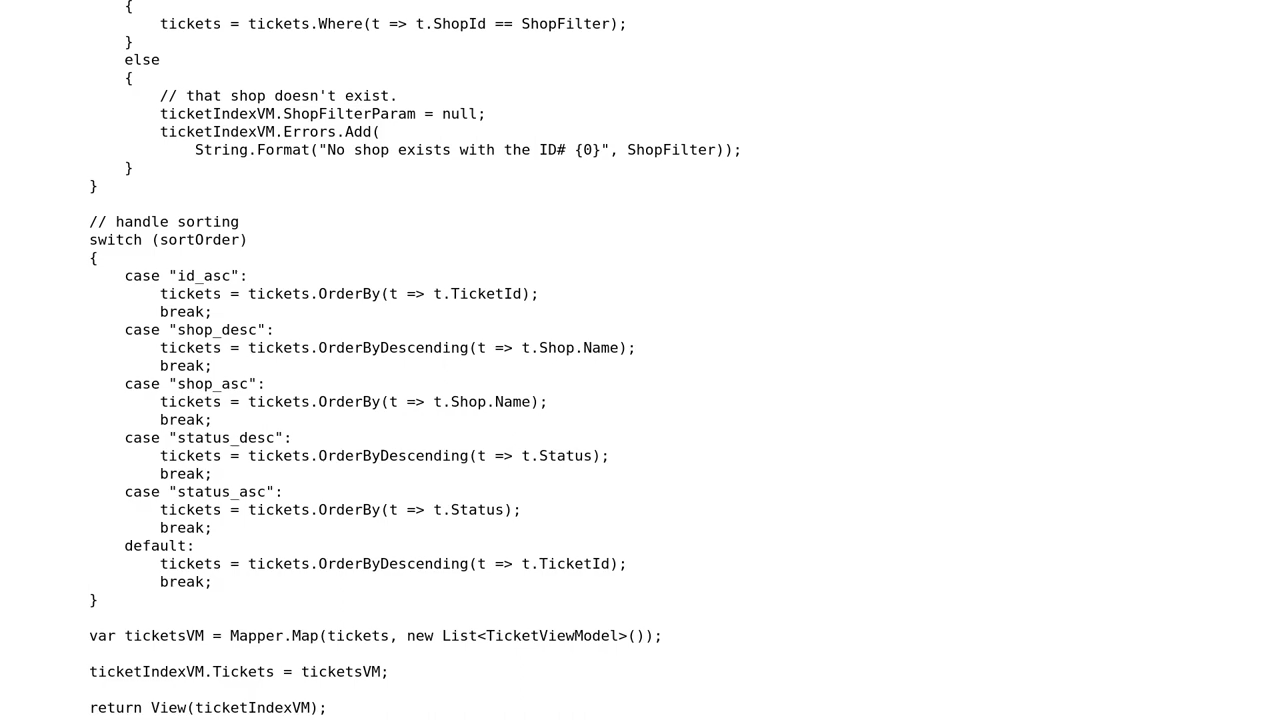 {
tickets = tickets.Where(t => t.ShopId == ShopFilter);
}
else
{
// that shop doesn't exist.
ticketIndexVM.ShopFilterParam = null;
ticketIndexVM.Errors.Add(
String.Format("No shop exists with the ID# {0}", ShopFilter));
}
}
// handle sorting
switch (sortOrder)
{
case "id_asc":
tickets = tickets.OrderBy(t => t.TicketId);
break;
case "shop_desc":
tickets = tickets.OrderByDescending(t => t.Shop.Name);
break;
case "shop_asc":
tickets = tickets.OrderBy(t => t.Shop.Name);
break;
case "status_desc":
tickets = tickets.OrderByDescending(t => t.Status);
break;
case "status_asc":
tickets = tickets.OrderBy(t => t.Status);
break;
default:
tickets = tickets.OrderByDescending(t => t.TicketId);
break;
}
var ticketsVM = Mapper.Map(tickets, new List<TicketViewModel>());
ticketIndexVM.Tickets = ticketsVM;
return View(ticketIndexVM);